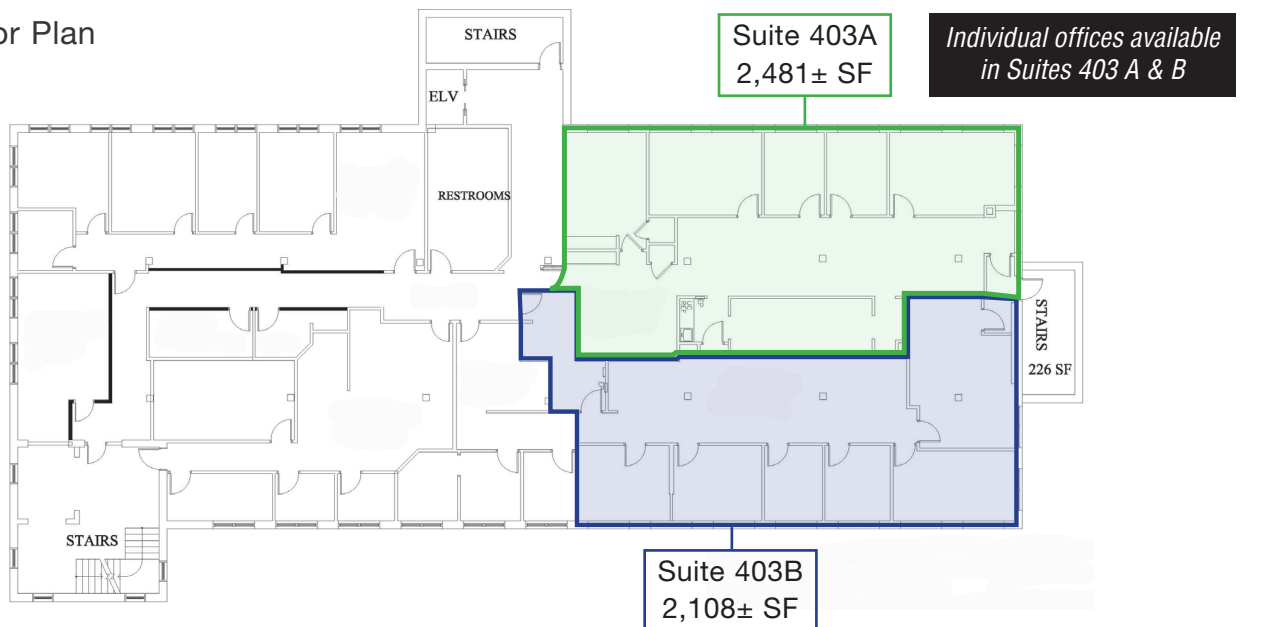 or Plan
STAIRS
Suite 403A
2,481± SF
Individual offices available
in Suites 403 A & B
ELV
RESTROOMS
STAIRS
226 SF
STAIRS
Suite 403B
2,108± SF